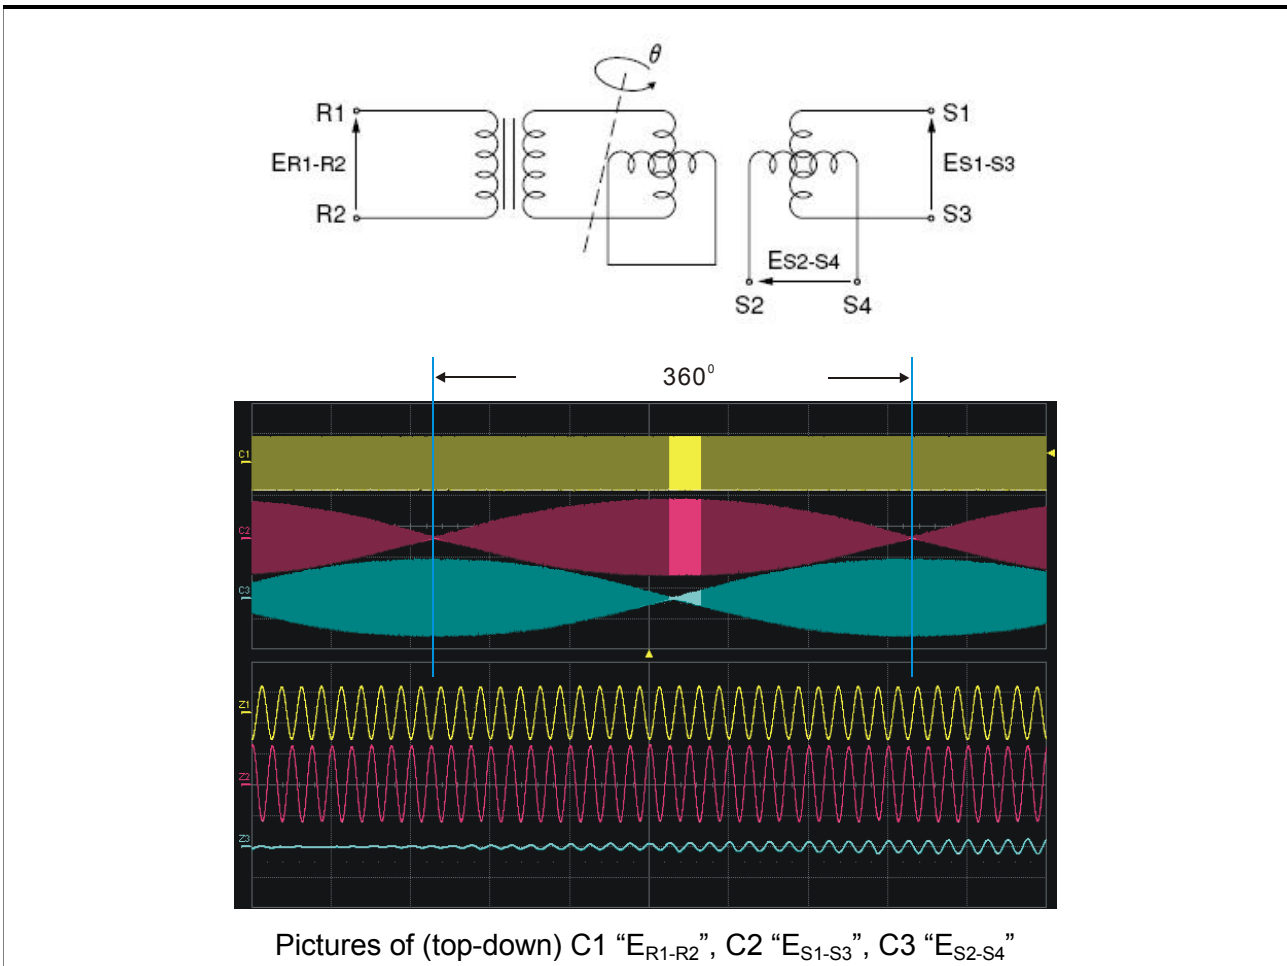 θ
R1
S1
ER1-R2
ES1-S3
R2
S3
ES2-S4
S2
S4
360⁰
C1
C2
C3
Z1
Z2
Z3
Pictures of (top-down) C1 “ER1-R2”, C2 “ES1-S3”, C3 “ES2-S4”